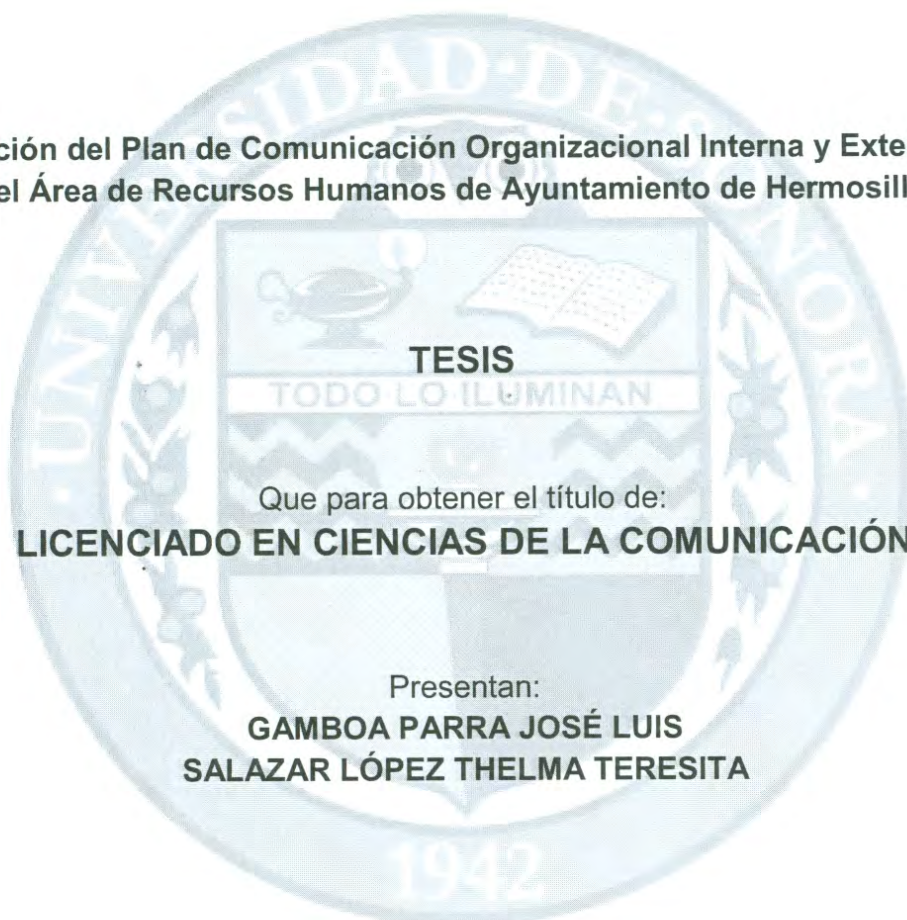 UNIVERSIDAD·DE·SONORA
ción del Plan de Comunicación Organizacional Interna y Exte
el Área de Recursos Humanos de Ayuntamiento de Hermosill
TESIS
TODO LO ILUMINAN
Que para obtener el título de:
LICENCIADO EN CIENCIAS DE LA COMUNICACIÓN
Presentan:
GAMBOA PARRA JOSÉ LUIS
SALAZAR LÓPEZ THELMA TERESITA
1942